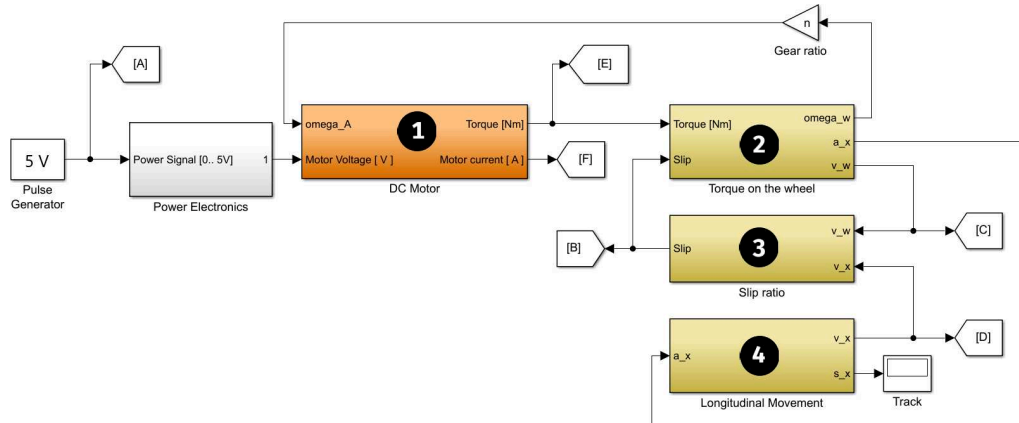 n
Gear ratio
[A]
[E]
5 V
Pulse
Generator
Power Signal [0.. 5V]
1
Power Electronics
omega_A
Torque [Nm]
1
Motor Voltage [ V ]
Motor current [ A ]
DC Motor
[F]
Torque [Nm]
omega_w
2
a_x
Slip
v_w
Torque on the wheel
[B]
Slip
3
v_w
v_x
Slip ratio
[C]
a_x
4
v_x
s_x
Longitudinal Movement
[D]
Track